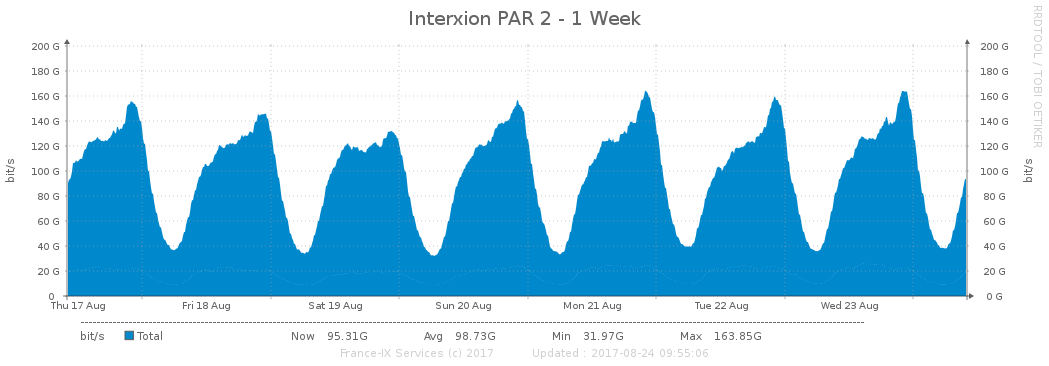 Interxion PAR 2 - 1 Week
RRDTOOL / TOBI OETIKER
bit/s
200 G 200 G
180 G 180 G
160 G 160 G
140 G 140 G
120 G 120 G
100 G 100 G
80 G 80 G
60 G 60 G
40 G 40 G
20 G 20 G
0 0 G
bit/s
Thu 17 Aug Fri 18 Aug Sat 19 Aug Sun 20 Aug Mon 21 Aug Tue 22 Aug Wed 23 Aug
bit/s Total Now 95.31G Avg 98.73G Min 31.97G Max 163.85G
France-IX Services (c) 2017 Updated : 2017-08-24 09:55:06